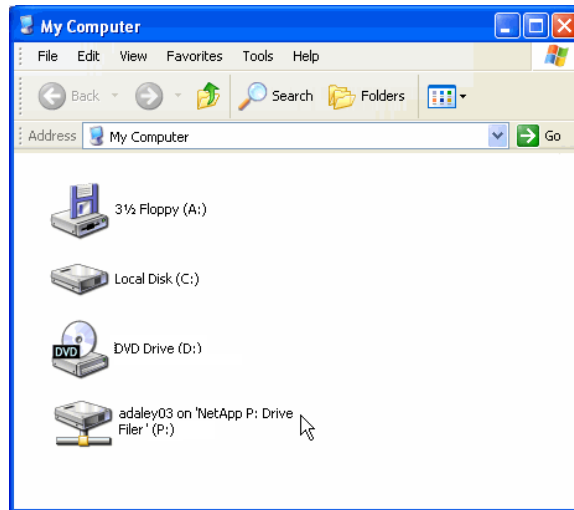 My Computer
File Edit View Favorites Tools Help
Back Search Folders
Address My Computer Go
3½ Floppy (A:)
Local Disk (C:)
DVD DVD Drive (D:)
adaley03 on 'NetApp P: Drive
Filer' (P:)